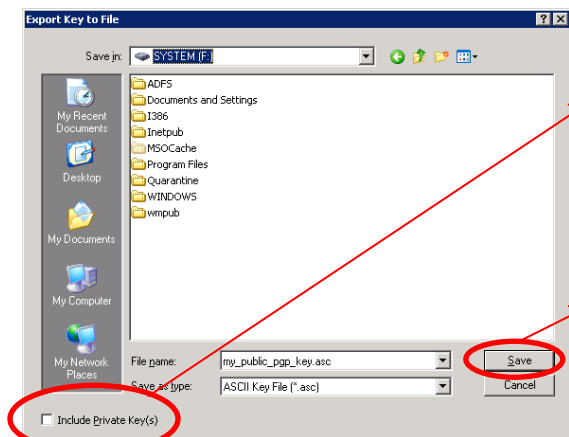 Export Key to File
Save in: SYSTEM (F:)
My Recent
Documents
Desktop
My Documents
My Computer
My Network
Places
ADFS
Documents and Settings
I386
Inetpub
MSOCache
Program Files
Quarantine
WINDOWS
wmpub
File name: my_public_pgp_key.asc Save
Save as type: ASCII Key File (*.asc) Cancel
Include Private Key(s)